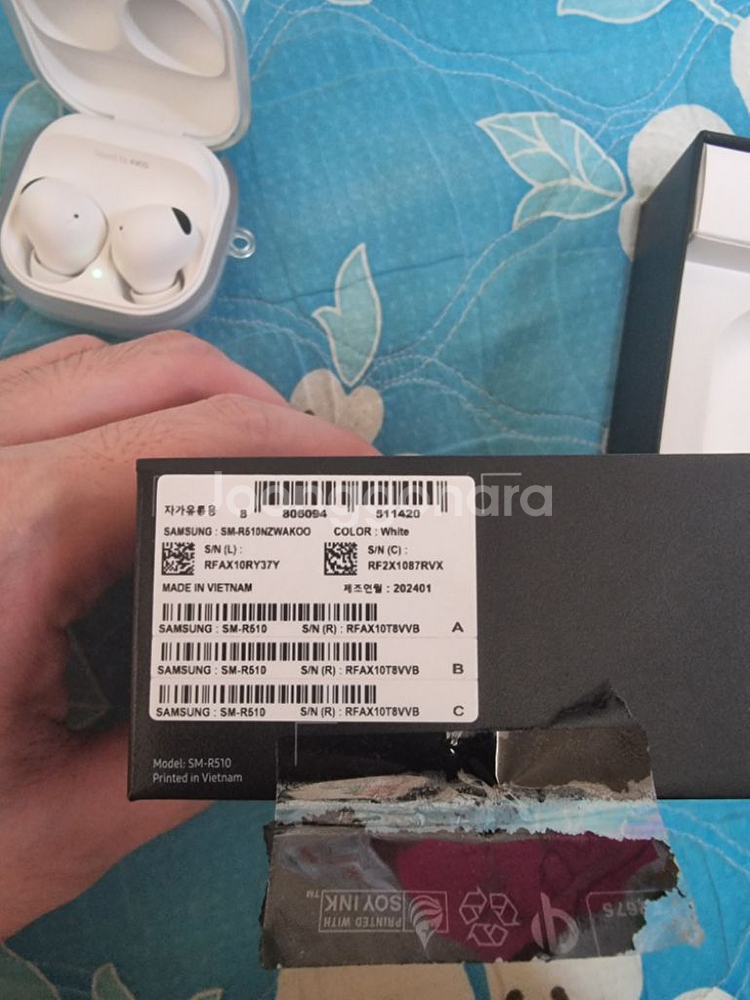 joonggonara
자가유통용 8 806094 511420
SAMSUNG : SM-R510NZWAKOO COLOR : White
S/N (L) : S/N (C) :
RFAX10RY37Y RF2X1087RVX
MADE IN VIETNAM 제조연월 : 202401
SAMSUNG : SM-R510 S/N (R) : RFAX10T8VVB A
SAMSUNG : SM-R510 S/N (R) : RFAX10T8VVB B
SAMSUNG : SM-R510 S/N (R) : RFAX10T8VVB C
Model: SM-R510
Printed in Vietnam
PRINTED WITH
SOY INK™